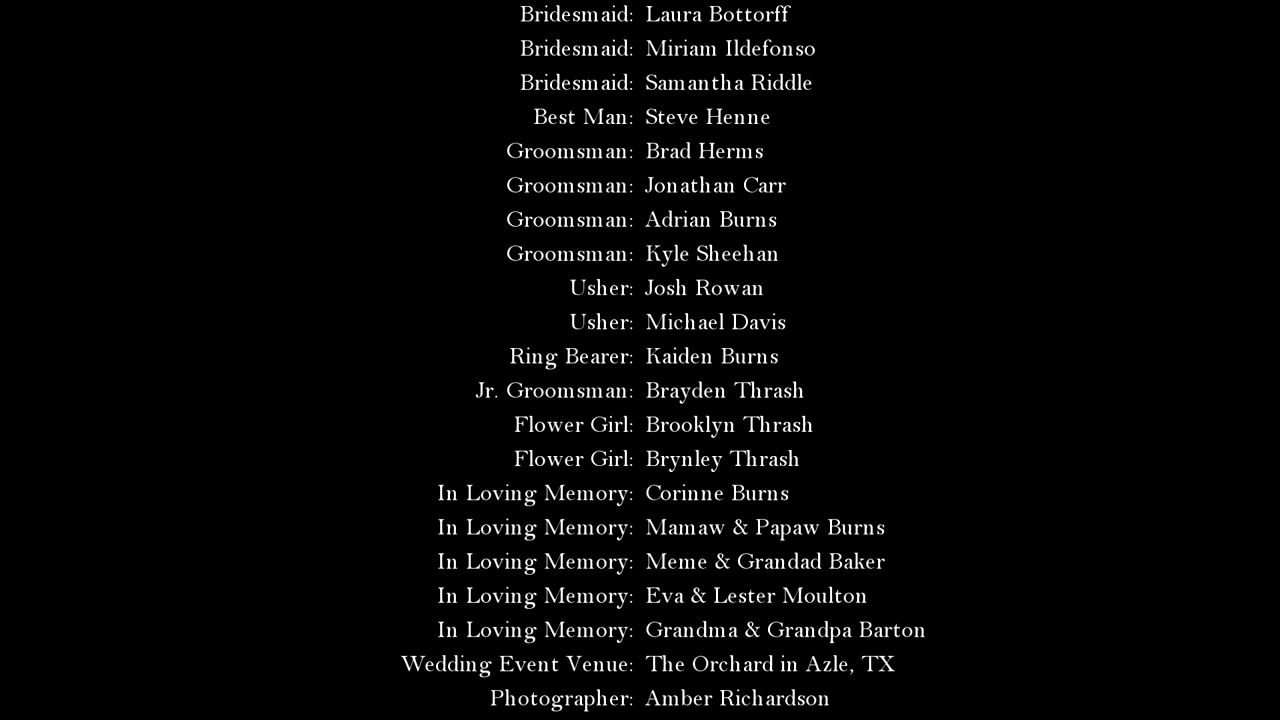 Bridesmaid: Laura Bottorff
Bridesmaid: Miriam Ildefonso
Bridesmaid: Samantha Riddle
Best Man: Steve Henne
Groomsman: Brad Herms
Groomsman: Jonathan Carr
Groomsman: Adrian Burns
Groomsman: Kyle Sheehan
Usher: Josh Rowan
Usher: Michael Davis
Ring Bearer: Kaiden Burns
Jr. Groomsman: Brayden Thrash
Flower Girl: Brooklyn Thrash
Flower Girl: Brynley Thrash
In Loving Memory: Corinne Burns
In Loving Memory: Mamaw & Papaw Burns
In Loving Memory: Meme & Grandad Baker
In Loving Memory: Eva & Lester Moulton
In Loving Memory: Grandma & Grandpa Barton
Wedding Event Venue: The Orchard in Azle, TX
Photographer: Amber Richardson